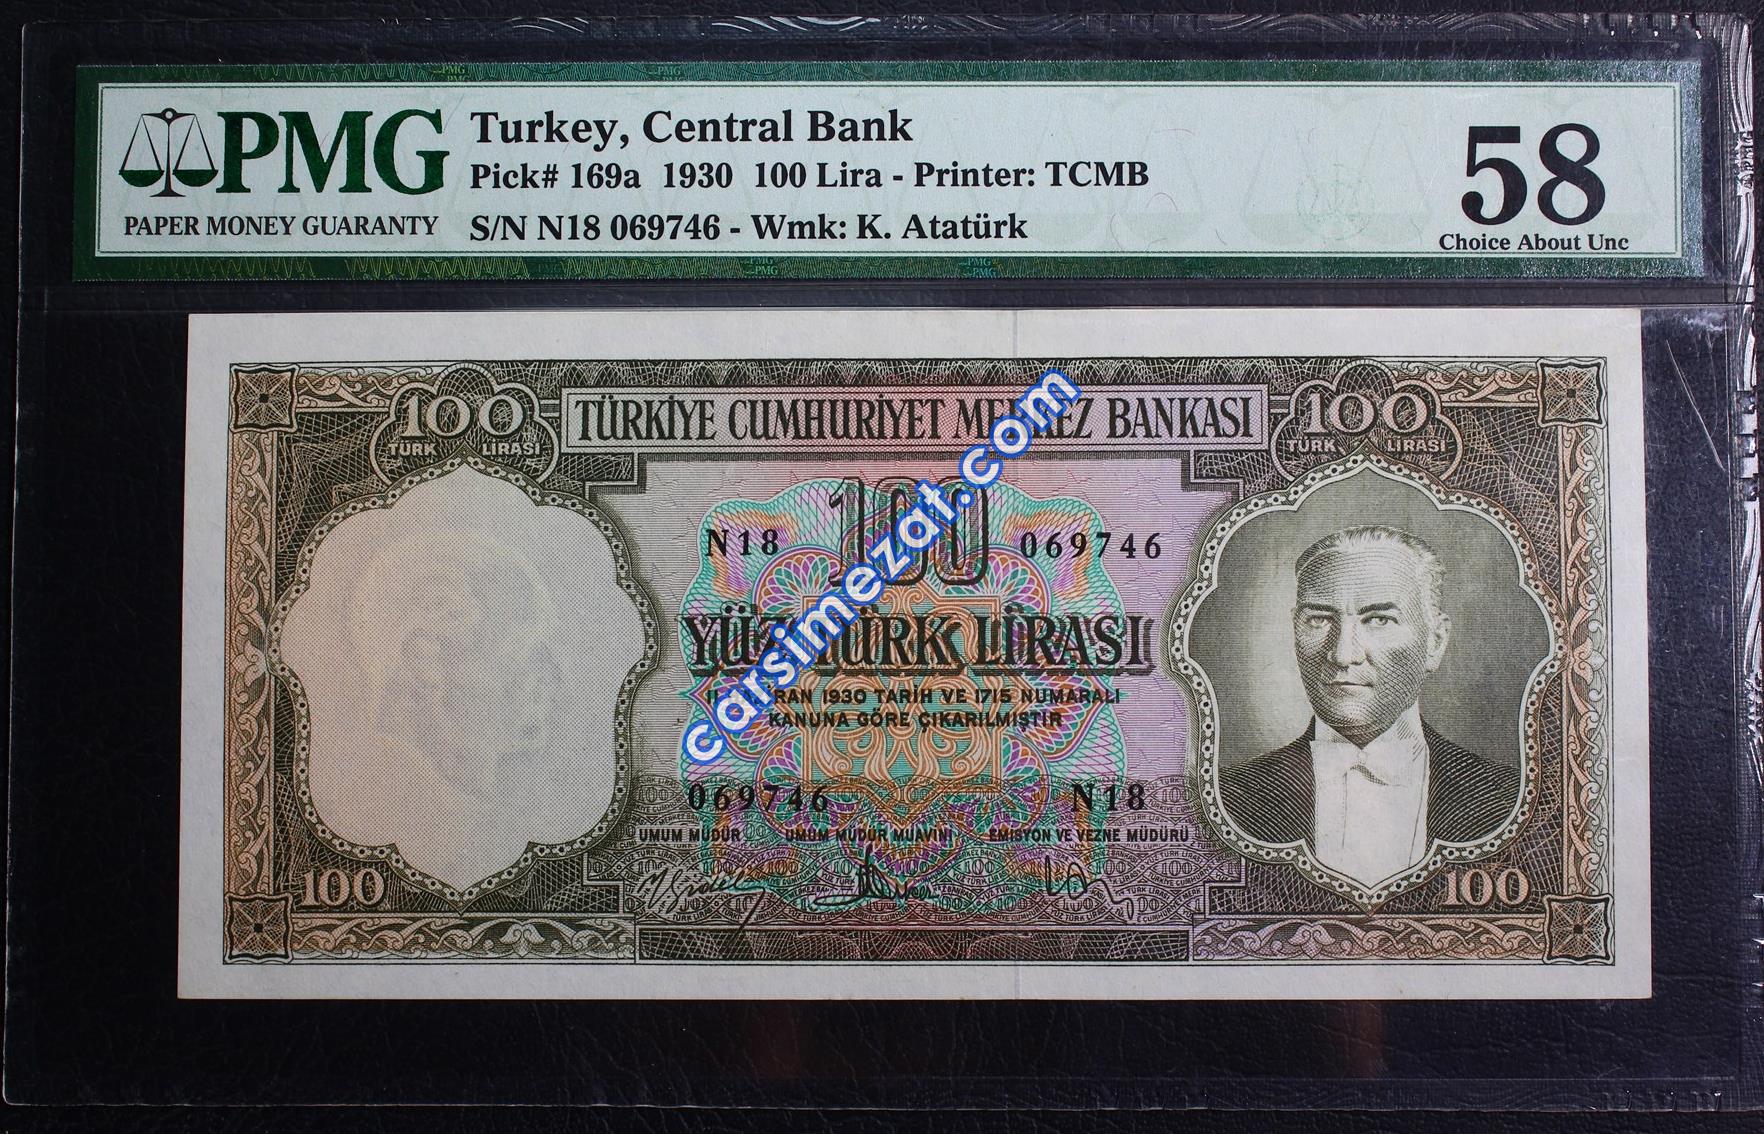 PMG
PAPER MONEY GUARANTY
Turkey, Central Bank
Pick# 169a 1930 100 Lira - Printer: TCMB
S/N N18 069746 - Wmk: K. Atatürk
58
Choice About Unc
100
TÜRK LİRASI
TÜRKİYE CUMHURİYET MERKEZ BANKASI
100
TÜRK LİRASI
100
N18 069746
YÜZ TÜRK LİRASI
11 HAZİRAN 1930 TARİH VE 1715 NUMARALI
KANUNA GÖRE ÇIKARILMIŞTIR
069746 N18
UMUM MÜDÜR UMUM MÜDÜR MUAVİNİ EMİSYON VE VEZNE MÜDÜRÜ
100
100
carsimezat.com